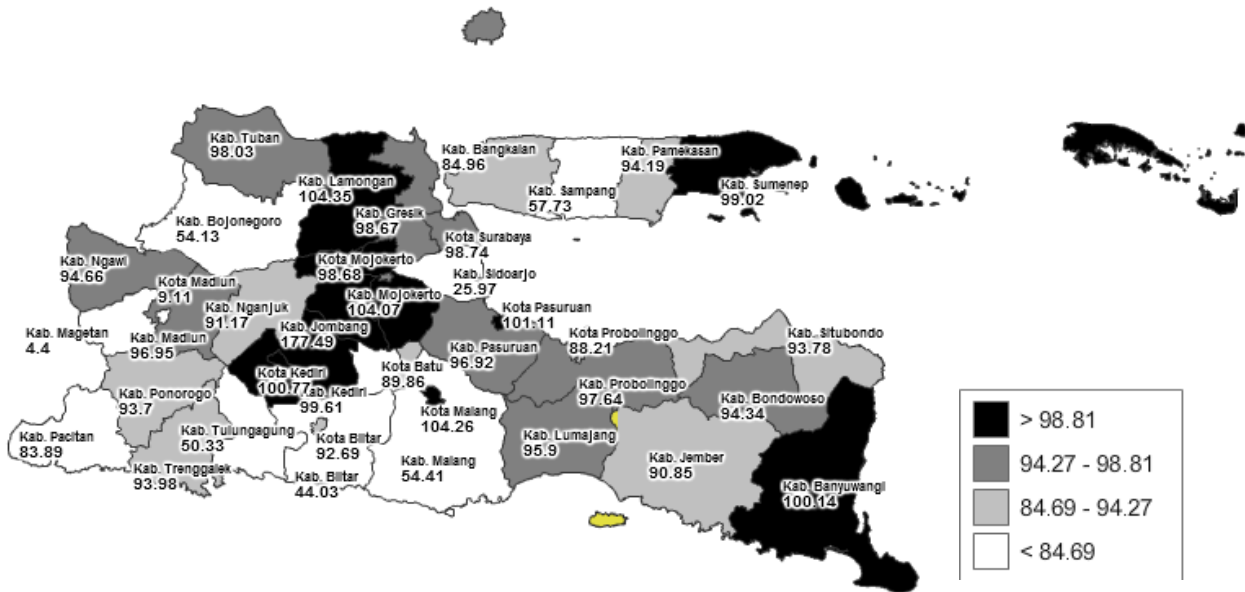 Kab. Tuban
98.03
Kab. Bangkalan
84.96
Kab. Pamekasan
94.19
Kab. Lamongan
104.35
Kab. Sampang
57.73
Kab. Sumenep
99.02
Kab. Bojonegoro
54.13
Kab. Gresik
98.67
Kota Surabaya
98.74
Kab. Ngawi
94.66
Kota Mojokerto
98.68
Kab. Sidoarjo
25.97
Kota Madiun
9.11
Kab. Mojokerto
104.07
Kab. Nganjuk
91.17
Kota Pasuruan
101.11
Kab. Magetan
4.4
Kab. Madiun
96.95
Kab. Jombang
177.49
Kota Probolinggo
88.21
Kab. Situbondo
93.78
Kab. Pasuruan
96.92
Kota Batu
89.86
Kota Kediri
100.77
Kab. Kediri
99.61
Kab. Probolinggo
97.64
Kab. Ponorogo
93.7
Kab. Bondowoso
94.34
Kota Malang
104.26
Kab. Pacitan
83.89
Kab. Tulungagung
50.33
Kota Blitar
92.69
Kab. Lumajang
95.9
Kab. Trenggalek
93.98
Kab. Blitar
44.03
Kab. Malang
54.41
Kab. Jember
90.85
Kab. Banyuwangi
100.14
> 98.81
94.27 - 98.81
84.69 - 94.27
< 84.69